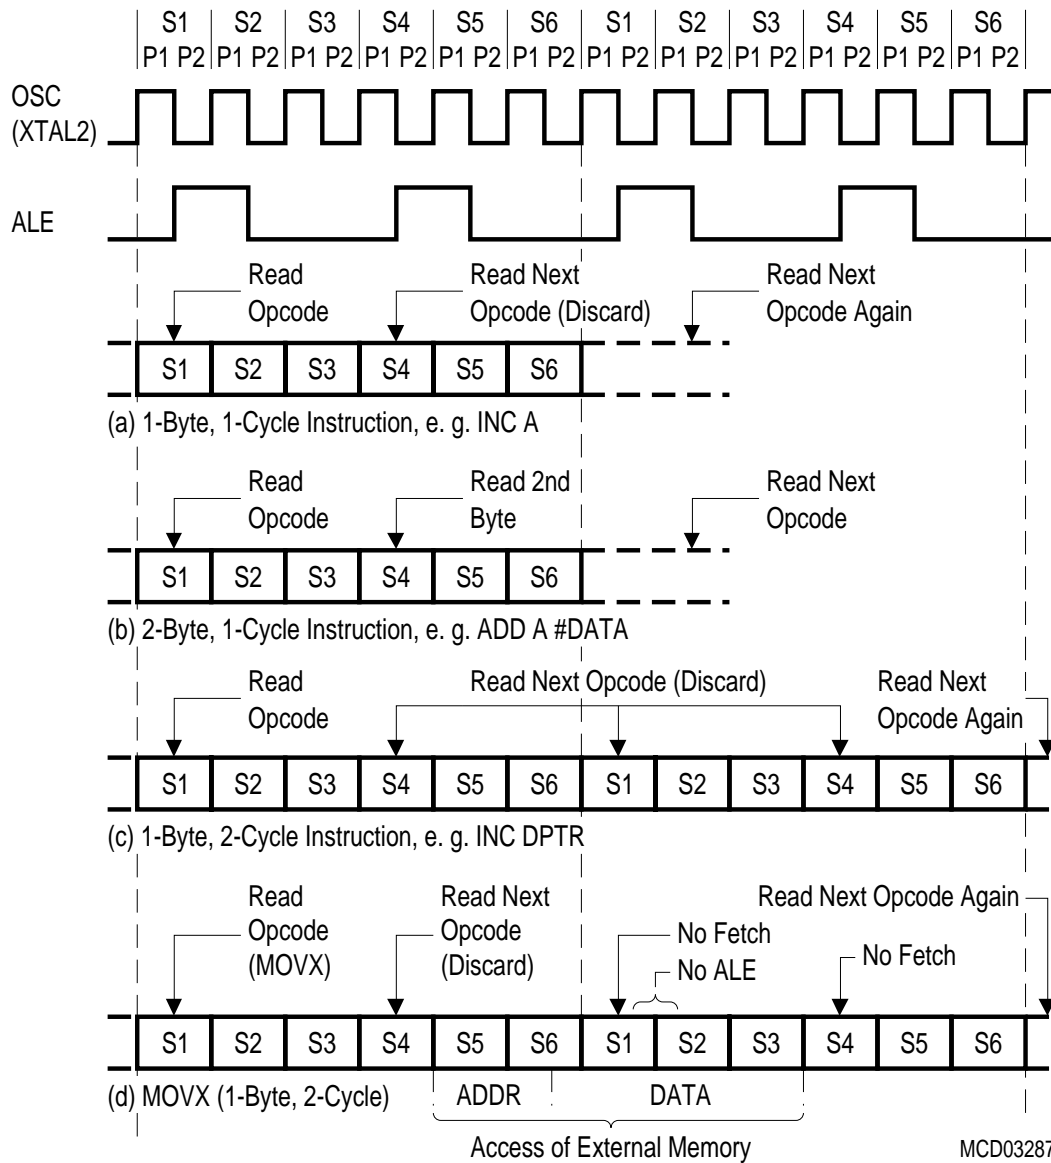 S1 S2 S3 S4 S5 S6 S1 S2 S3 S4 S5 S6
P1 P2 P1 P2 P1 P2 P1 P2 P1 P2 P1 P2 P1 P2 P1 P2 P1 P2 P1 P2 P1 P2 P1 P2
OSC
(XTAL2)
ALE
Read Read Next Read Next
Opcode Opcode (Discard) Opcode Again
S1 S2 S3 S4 S5 S6
(a) 1-Byte, 1-Cycle Instruction, e. g. INC A
Read Read 2nd Read Next
Opcode Byte Opcode
S1 S2 S3 S4 S5 S6
(b) 2-Byte, 1-Cycle Instruction, e. g. ADD A #DATA
Read Read Next Opcode (Discard) Read Next
Opcode Opcode Again
S1 S2 S3 S4 S5 S6 S1 S2 S3 S4 S5 S6
(c) 1-Byte, 2-Cycle Instruction, e. g. INC DPTR
Read Read Next Read Next Opcode Again
Opcode Opcode No Fetch
(MOVX) (Discard) No ALE No Fetch
S1 S2 S3 S4 S5 S6 S1 S2 S3 S4 S5 S6
(d) MOVX (1-Byte, 2-Cycle) ADDR DATA
Access of External Memory MCD03287